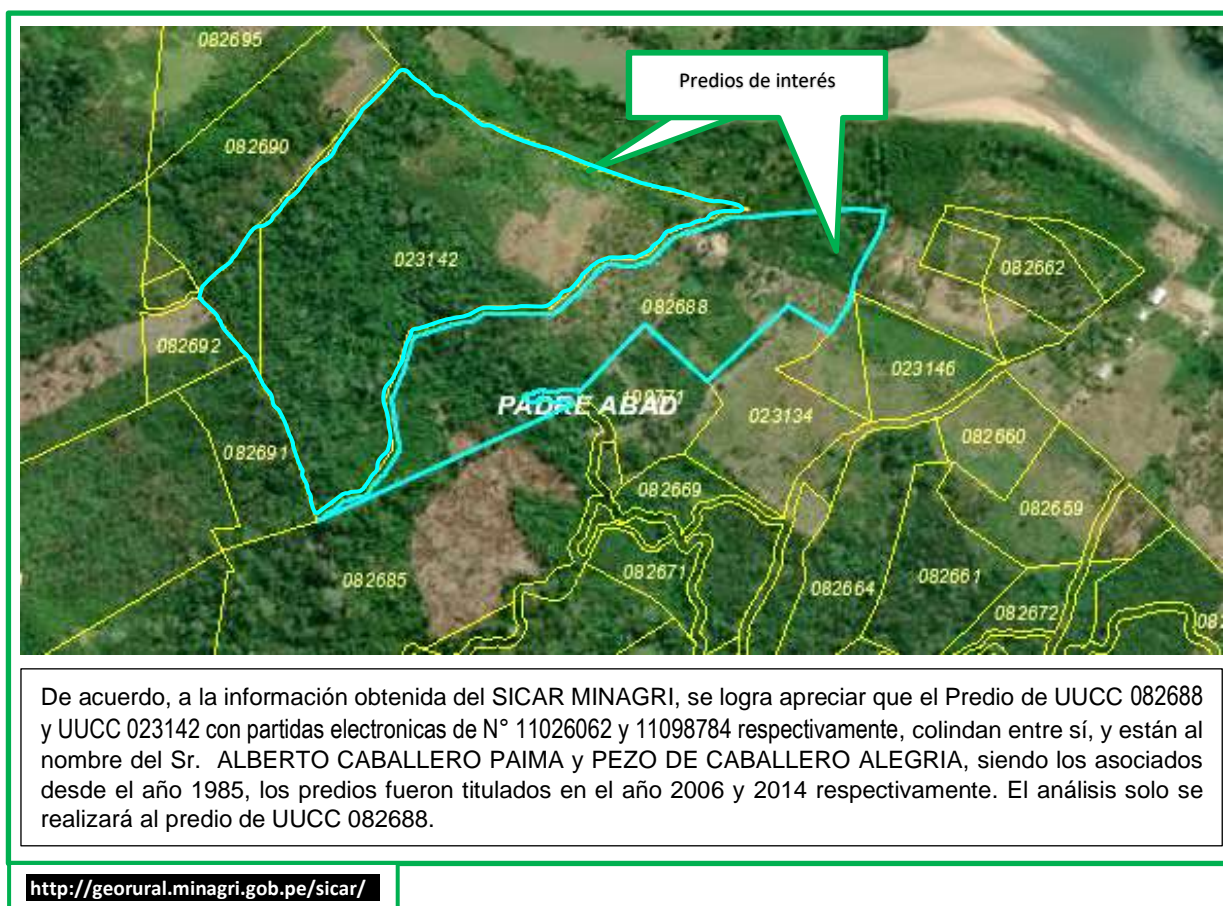 082695
Predios de interés
082690
023142
082662
082688
082692
023146
PADRE ABAD
023134
082660
082691
082669
082659
082685
082671
082664
082661
082672
De acuerdo, a la información obtenida del SICAR MINAGRI, se logra apreciar que el Predio de UUCC 082688
y UUCC 023142 con partidas electronicas de N° 11026062 y 11098784 respectivamente, colindan entre sí, y están al
nombre del Sr. ALBERTO CABALLERO PAIMA y PEZO DE CABALLERO ALEGRIA, siendo los asociados
desde el año 1985, los predios fueron titulados en el año 2006 y 2014 respectivamente. El análisis solo se
realizará al predio de UUCC 082688.
http://georural.minagri.gob.pe/sicar/